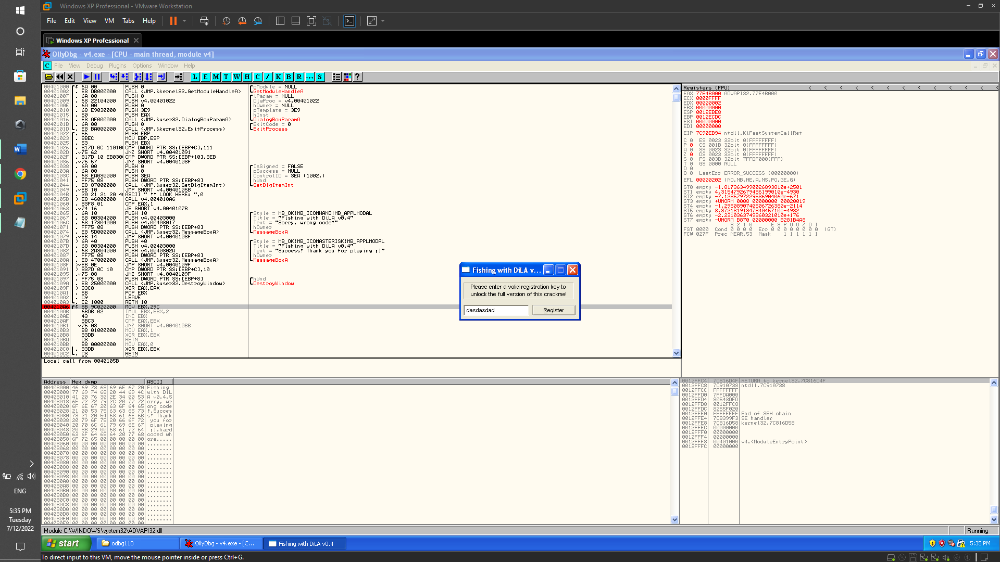 Windows XP Professional - VMware Workstation
File Edit View VM Tabs Help
Windows XP Professional
OllyDbg - v4.exe - [CPU - main thread, module v4]
C File View Debug Plugins Options Window Help
L E M T W H C / K B R ... S ?
00401000 $ 6A 00 PUSH 0 pModule = NULL
00401002 . E8 DB000000 CALL <JMP.&kernel32.GetModuleHandleA> GetModuleHandleA
00401007 . 6A 00 PUSH 0 lParam = NULL
00401009 . 68 22104000 PUSH v4.00401022 DlgProc = v4.00401022
0040100E . 6A 00 PUSH 0 hOwner = NULL
00401010 . 68 E9030000 PUSH 3E9 pTemplate = 3E9
00401015 . 50 PUSH EAX hInst
00401016 . E8 AF000000 CALL <JMP.&user32.DialogBoxParamA> DialogBoxParamA
0040101B . 6A 00 PUSH 0 ExitCode = 0
0040101D . E8 BA000000 CALL <JMP.&kernel32.ExitProcess> ExitProcess
00401022 . 55 PUSH EBP
00401023 . 8BEC MOV EBP,ESP
00401025 . 53 PUSH EBX
00401026 . 817D 0C 110100 CMP DWORD PTR SS:[EBP+C],111
0040102D . 75 62 JNZ SHORT v4.00401091
0040102F . 817D 10 EB0300 CMP DWORD PTR SS:[EBP+10],3EB
00401036 . 75 57 JNZ SHORT v4.0040108F
00401038 . 6A 00 PUSH 0 IsSigned = FALSE
0040103A . 6A 00 PUSH 0 pSuccess = NULL
0040103C . 68 EA030000 PUSH 3EA ControlID = 3EA (1002.)
00401041 . FF75 08 PUSH DWORD PTR SS:[EBP+8] hWnd
00401044 . E8 87000000 CALL <JMP.&user32.GetDlgItemInt> GetDlgItemInt
00401049 . EB 10 JMP SHORT v4.0040105B
0040104B . 20 21 21 20 4 ASCII " !! LOOK HERE: ",0
0040105B > E8 46000000 CALL v4.004010A6
00401060 . 83F8 01 CMP EAX,1
00401063 . 74 16 JE SHORT v4.0040107B
00401065 . 6A 10 PUSH 10 Style = MB_OK|MB_ICONHAND|MB_APPLMODAL
00401067 . 68 00304000 PUSH v4.00403000 Title = "Fishing with DiLA v0.4"
0040106C . 68 17304000 PUSH v4.00403017 Text = "Sorry, wrong code!"
00401071 . FF75 08 PUSH DWORD PTR SS:[EBP+8] hOwner
00401074 . E8 5D000000 CALL <JMP.&user32.MessageBoxA> MessageBoxA
00401079 . EB 14 JMP SHORT v4.0040108F
0040107B > 6A 40 PUSH 40 Style = MB_OK|MB_ICONASTERISK|MB_APPLMODAL
0040107D . 68 00304000 PUSH v4.00403000 Title = "Fishing with DiLA v0.4"
00401082 . 68 2A304000 PUSH v4.0040302A Text = "Success! Thank you for playing ;)"
00401087 . FF75 08 PUSH DWORD PTR SS:[EBP+8] hOwner
0040108A . E8 47000000 CALL <JMP.&user32.MessageBoxA> MessageBoxA
0040108F > EB 0E JMP SHORT v4.0040109F
00401091 > 837D 0C 10 CMP DWORD PTR SS:[EBP+C],10
00401095 . 75 08 JNZ SHORT v4.0040109F
00401097 . FF75 08 PUSH DWORD PTR SS:[EBP+8] hWnd
0040109A . E8 25000000 CALL <JMP.&user32.DestroyWindow> DestroyWindow
0040109F > 33C0 XOR EAX,EAX
004010A1 . 5B POP EBX
004010A2 . C9 LEAVE
004010A3 . C2 1000 RETN 10
004010A6 $ BB 9C020000 MOV EBX,29C
004010AB 6BDB 02 IMUL EBX,EBX,2
004010AE 43 INC EBX
004010AF 3BC3 CMP EAX,EBX
004010B1 75 08 JNZ SHORT v4.004010BB
004010B3 B8 01000000 MOV EAX,1
004010B8 33DB XOR EBX,EBX
004010BA C3 RETN
004010BB B8 00000000 MOV EAX,0
004010C0 . 33DB XOR EBX,EBX
004010C2 . C3 RETN
Local call from 0040105B
Registers (FPU)
EAX 77E4B000 ADVAPI32.77E4B000
ECX 0000FFFF
EDX 00000002
EBX 00000000
ESP 0012EBE8
EBP 0012ECDC
ESI 00000000
EDI 00000000
EIP 7C90EB94 ntdll.KiFastSystemCallRet
C 0 ES 0023 32bit 0(FFFFFFFF)
P 0 CS 001B 32bit 0(FFFFFFFF)
A 0 SS 0023 32bit 0(FFFFFFFF)
Z 0 DS 0023 32bit 0(FFFFFFFF)
S 0 FS 003B 32bit 7FFDF000(FFF)
T 0 GS 0000 NULL
D 0
O 0 LastErr ERROR_SUCCESS (00000000)
EFL 00000202 (NO,NB,NE,A,NS,PO,GE,G)
ST0 empty -1.8173634990026893810e+2501
ST1 empty 4.3154792679436199010e-4930
ST2 empty -7.1235797229536904060e-671
ST3 empty +UNORM 0008 00000000 00020019
ST4 empty -1.2950890740506726380e-2114
ST5 empty 3.3721819134784045710e-4932
ST6 empty -2.2310363749360321010e+176
ST7 empty -UNORM B870 00000000 B281B4A8
3 2 1 0 E S P U O Z D I
FST 0000 Cond 0 0 0 0 Err 0 0 0 0 0 0 0 0 (GT)
FCW 027F Prec NEAR,53 Mask 1 1 1 1 1 1
Fishing with DiLA v...
Please enter a valid registration key to
unlock the full version of this crackme!
dasdasdad
Register
Address Hex dump ASCII
00403000 46 69 73 68 69 6E 67 20 Fishing
00403008 77 69 74 68 20 44 69 4C with DiL
00403010 41 20 76 30 2E 34 00 53 A v0.4.S
00403018 6F 72 72 79 2C 20 77 72 orry, wr
00403020 6F 6E 67 20 63 6F 64 65 ong code
00403028 21 00 53 75 63 63 65 73 !.Succes
00403030 73 21 20 54 68 61 6E 6B s! Thank
00403038 20 79 6F 75 20 66 6F 72 you for
00403040 20 70 6C 61 79 69 6E 67 playing
00403048 20 3B 29 00 68 61 72 64 ;).hard
00403050 63 6F 64 65 64 20 77 68 coded wh
00403058 6F 72 65 00 00 00 00 00 ore.....
00403060 00 00 00 00 00 00 00 00 ........
00403068 00 00 00 00 00 00 00 00 ........
00403070 00 00 00 00 00 00 00 00 ........
00403078 00 00 00 00 00 00 00 00 ........
00403080 00 00 00 00 00 00 00 00 ........
00403088 00 00 00 00 00 00 00 00 ........
00403090 00 00 00 00 00 00 00 00 ........
00403098 00 00 00 00 00 00 00 00 ........
004030A0 00 00 00 00 00 00 00 00 ........
004030A8 00 00 00 00 00 00 00 00 ........
004030B0 00 00 00 00 00 00 00 00 ........
004030B8 00 00 00 00 00 00 00 00 ........
004030C0 00 00 00 00 00 00 00 00 ........
004030C8 00 00 00 00 00 00 00 00 ........
004030D0 00 00 00 00 00 00 00 00 ........
004030D8 00 00 00 00 00 00 00 00 ........
004030E0 00 00 00 00 00 00 00 00 ........
0012FFC4 7C816D4F RETURN to kernel32.7C816D4F
0012FFC8 7C910738 ntdll.7C910738
0012FFCC FFFFFFFF
0012FFD0 7FFDA000
0012FFD4 80543DFD
0012FFD8 0012FFC8
0012FFDC 8255F020
0012FFE0 FFFFFFFF End of SEH chain
0012FFE4 7C8399F3 SE handler
0012FFE8 7C816D58 kernel32.7C816D58
0012FFEC 00000000
0012FFF0 00000000
0012FFF4 00000000
0012FFF8 00401000 v4.<ModuleEntryPoint>
0012FFFC 00000000
Module C:\WINDOWS\system32\ADVAPI32.dll
Running
start
odbg110
OllyDbg - v4.exe - [C...
Fishing with DiLA v0.4
5:35 PM
To direct input to this VM, move the mouse pointer inside or press Ctrl+G.
ENG
5:35 PM
Tuesday
7/12/2022